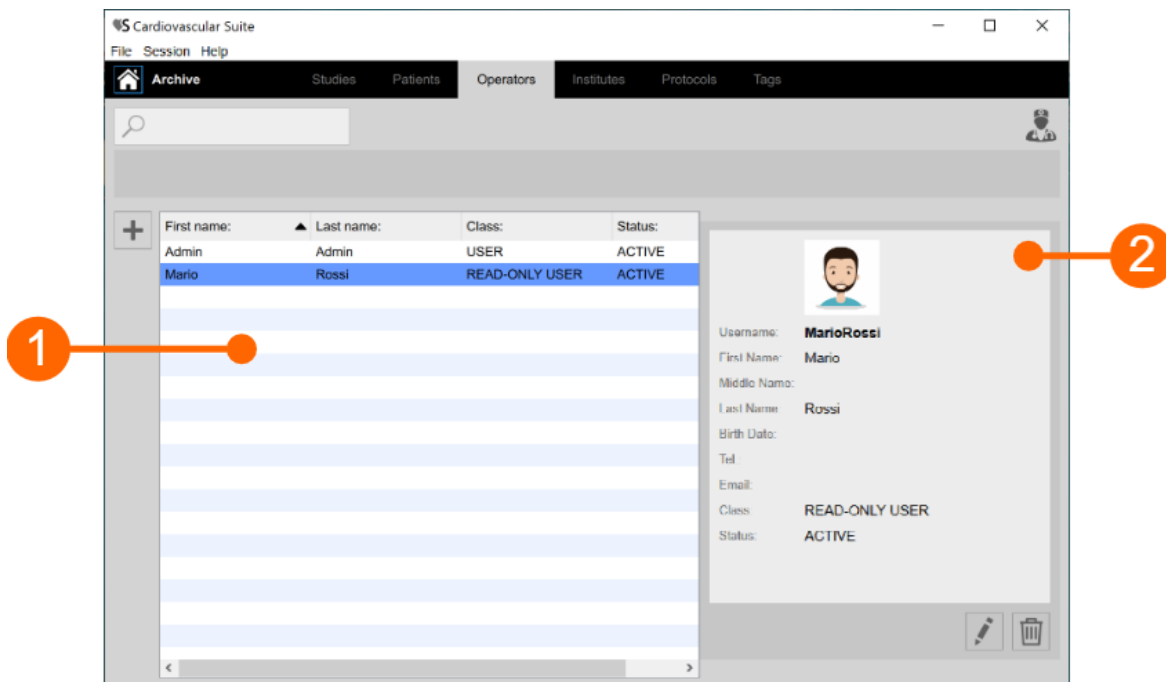 Cardiovascular Suite
File Session Help
Archive Studies Patients Operators Institutes Protocols Tags
First name: Last name: Class: Status:
Admin Admin USER ACTIVE
Mario Rossi READ-ONLY USER ACTIVE
1
2
Username: MarioRossi
First Name: Mario
Middle Name:
Last Name Rossi
Birth Date:
Tel
Email:
Class READ-ONLY USER
Status: ACTIVE